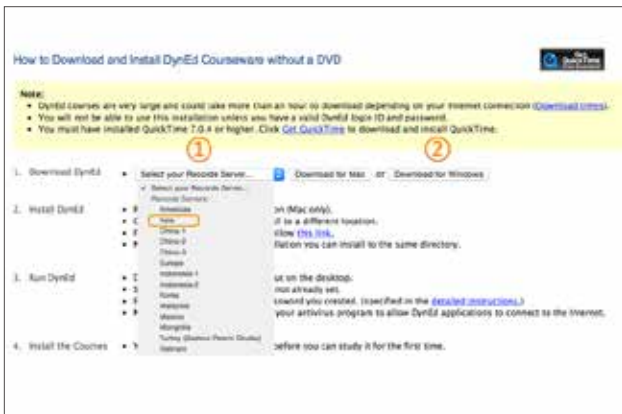 How to Download and Install DynEd Courseware without a DVD
Get QuickTime
Note:
• DynEd courses are very large and could take more than an hour to download depending on your internet connection (Download times).
• You will not be able to use this installation unless you have a valid DynEd login ID and password.
• You must have installed QuickTime 7.0.4 or higher. Click Get QuickTime to download and install QuickTime.
① ②
1. Download DynEd • Select your Records Server... Download for Mac or Download for Windows
✓ Select your Records Server...
Records Servers:
2. Install DynEd • on (Mac only).
Americas
Asia
to a different location.
China-1
llow this link.
China-2
llation you can install to the same directory.
China-3
Europe
3. Run DynEd • ut on the desktop.
Indonesia-1
not already set.
Indonesia-2
Korea
sword you created. (specified in the detailed instructions.)
Malaysia
your antivirus program to allow DynEd applications to connect to the Internet.
Mexico
Mongolia
Turkey
4. Install the Courses • before you can study it for the first time.
Vietnam